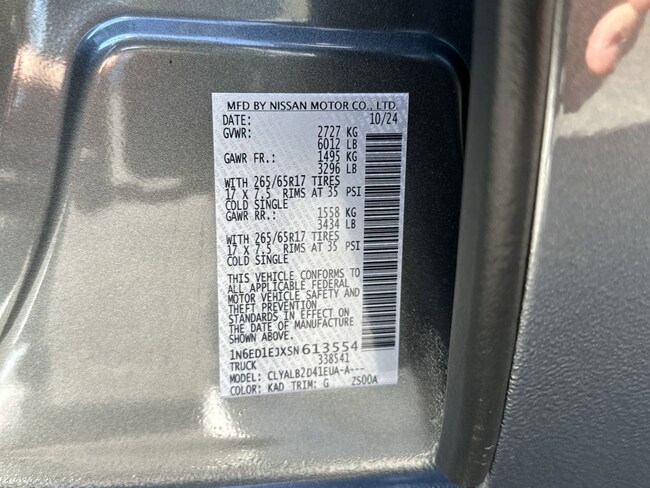 MFD BY NISSAN MOTOR CO., LTD.
DATE: 10/24
GVWR: 2727 KG
6012 LB
GAWR FR.: 1495 KG
3296 LB
WITH 265/65R17 TIRES
17 X 7.5 RIMS AT 35 PSI
COLD SINGLE
GAWR RR.: 1558 KG
3434 LB
WITH 265/65R17 TIRES
17 X 7.5 RIMS AT 35 PSI
COLD SINGLE
THIS VEHICLE CONFORMS TO
ALL APPLICABLE FEDERAL
MOTOR VEHICLE SAFETY AND
THEFT PREVENTION
STANDARDS IN EFFECT ON
THE DATE OF MANUFACTURE
SHOWN ABOVE.
1N6ED1EJXSN613554
TRUCK 338541
MODEL: CLYALB2D41EUA-A---
COLOR: KAD TRIM: G ZS00A